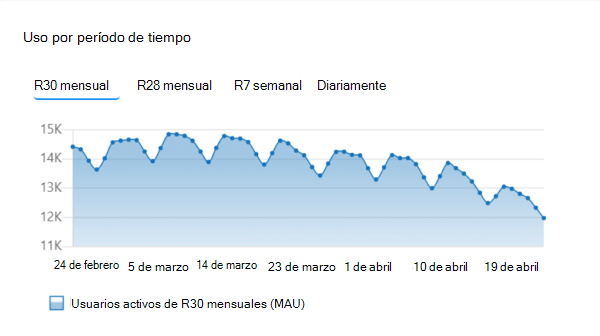 Uso por período de tiempo
R30 mensual R28 mensual R7 semanal Diariamente
15K
14K
13K
12K
11K
24 de febrero 5 de marzo 14 de marzo 23 de marzo 1 de abril 10 de abril 19 de abril
Usuarios activos de R30 mensuales (MAU)